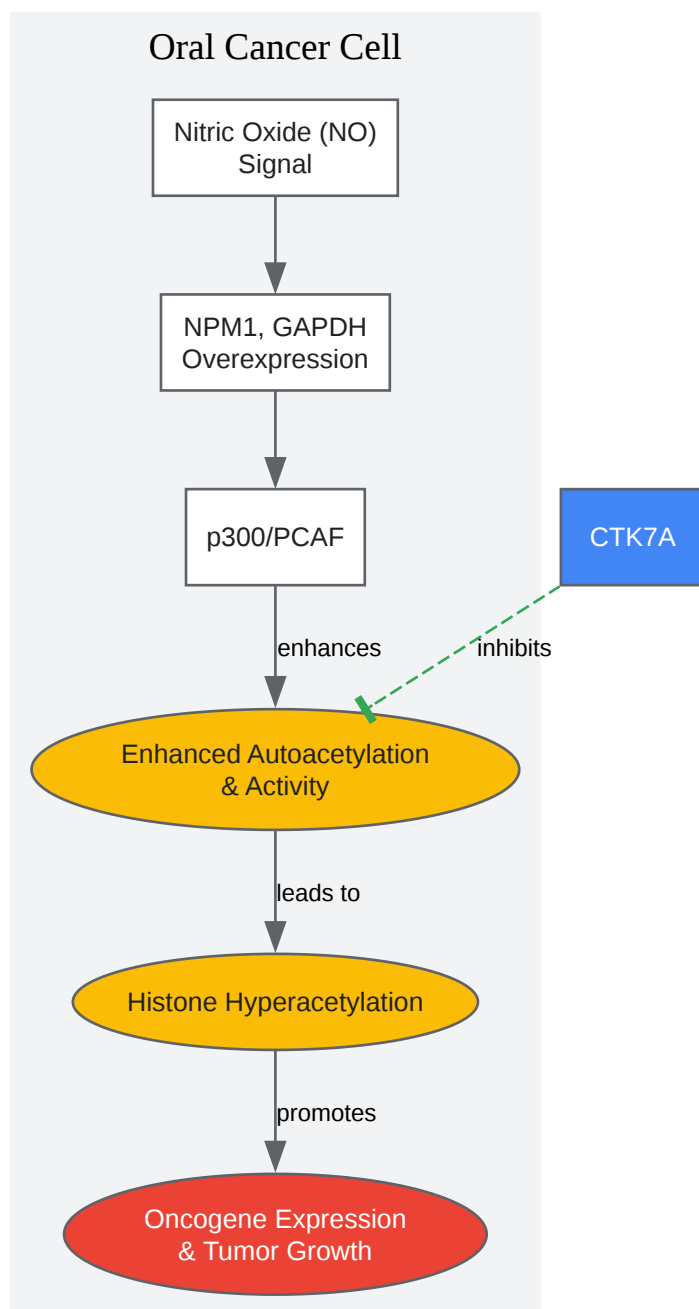 Oral Cancer Cell
Nitric Oxide (NO)
Signal
NPM1, GAPDH
Overexpression
p300/PCAF
CTK7A
enhances
inhibits
Enhanced Autoacetylation
& Activity
leads to
Histone Hyperacetylation
promotes
Oncogene Expression
& Tumor Growth